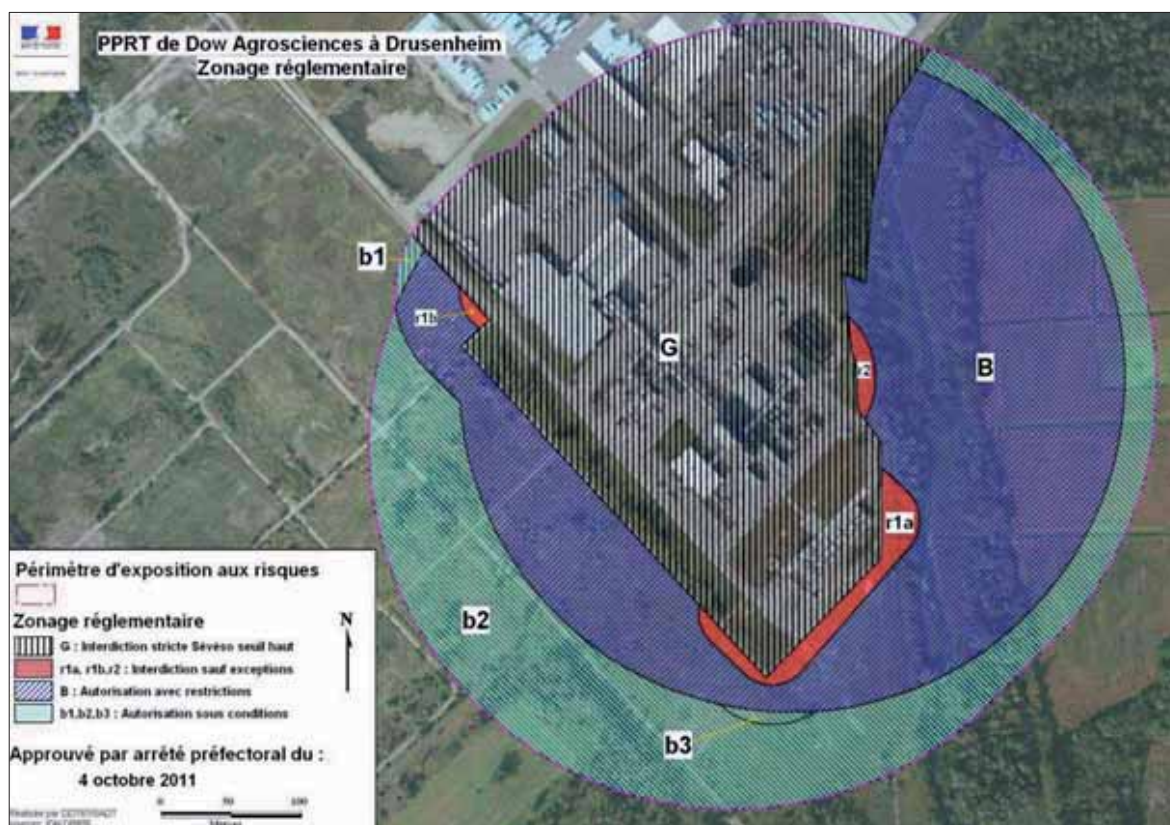 PPRT de Dow Agrosciences à Drusenheim
Zonage réglementaire
b1
r1b
G
r2
B
r1a
b2
b3
Périmètre d'exposition aux risques
Zonage réglementaire
G : Interdiction stricte Sévéso seuil haut
r1a, r1b,r2 : Interdiction sauf exceptions
B : Autorisation avec restrictions
b1,b2,b3 : Autorisation sous conditions
N
Approuvé par arrêté préfectoral du :
4 octobre 2011
0 50 100